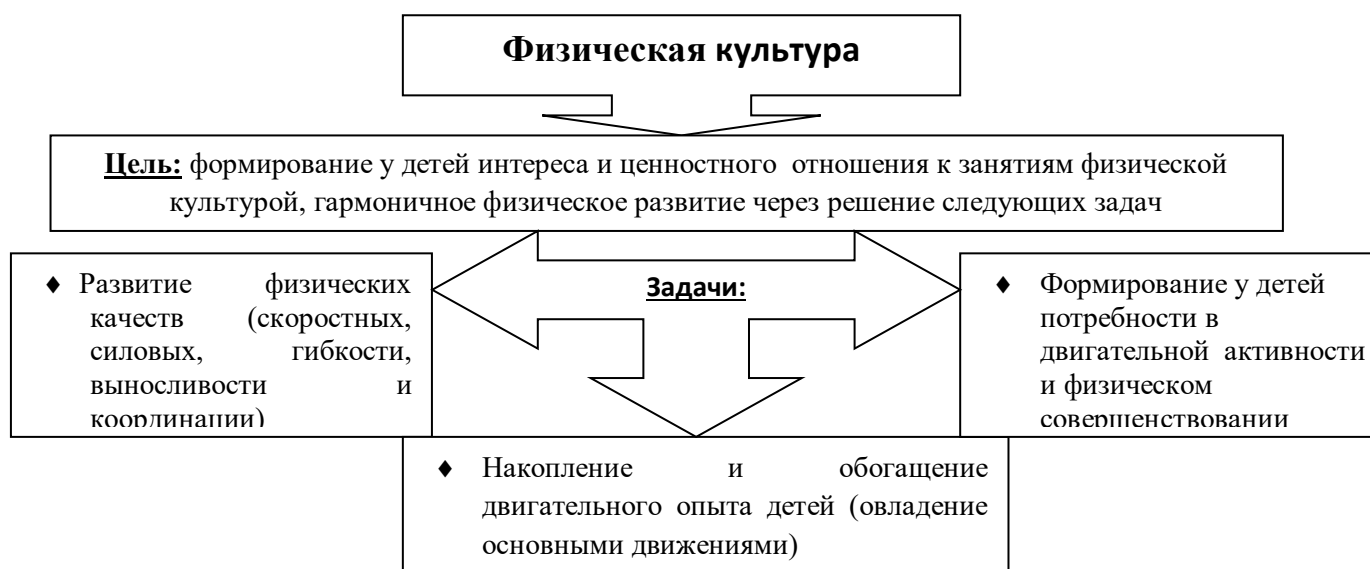 Физическая культура
Цель: формирование у детей интереса и ценностного отношения к занятиям физической
культурой, гармоничное физическое развитие через решение следующих задач
Задачи:
♦ Развитие физических
качеств (скоростных,
силовых, гибкости,
выносливости и
координации)
♦ Формирование у детей
потребности в
двигательной активности
и физическом
совершенствовании
♦ Накопление и обогащение
двигательного опыта детей (овладение
основными движениями)